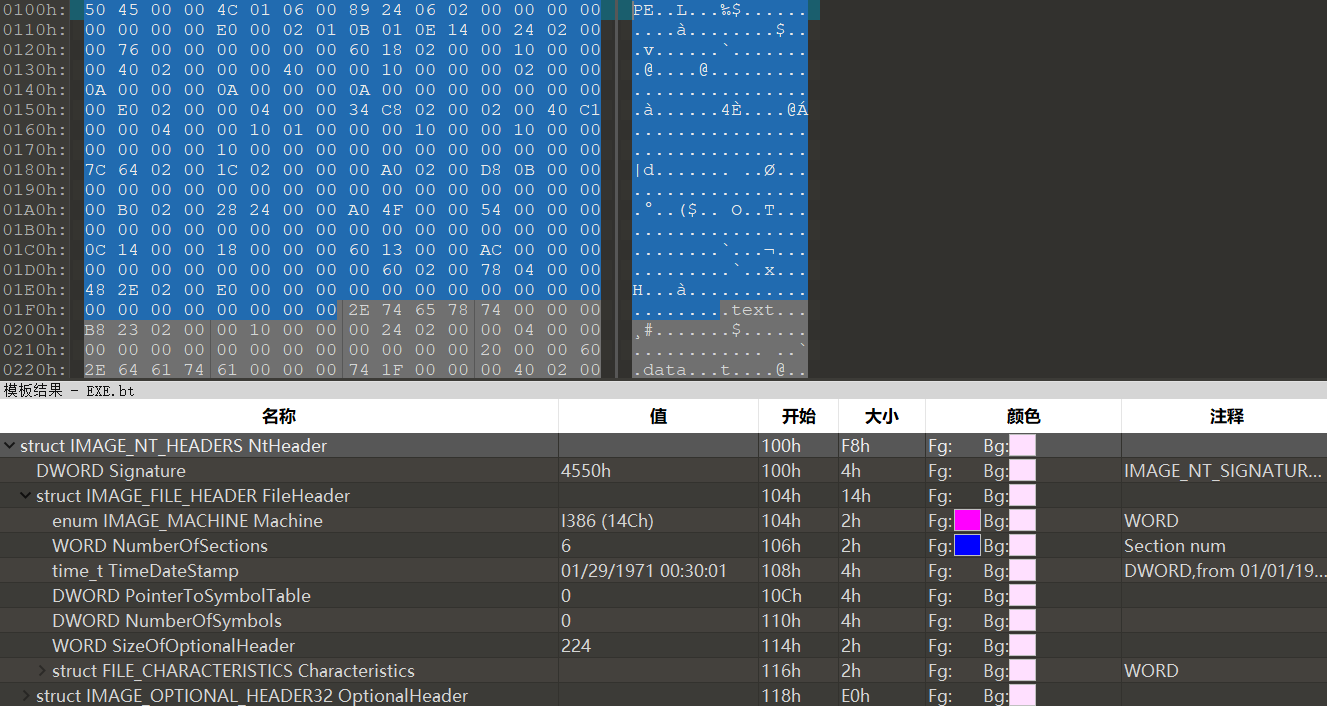 0100h: 50 45 00 00 4C 01 06 00 89 24 06 02 00 00 00 00 PE..L...‰$......
0110h: 00 00 00 00 E0 00 02 01 0B 01 0E 14 00 24 02 00 ....à........$..
0120h: 00 76 00 00 00 00 00 00 60 18 02 00 00 10 00 00 .v......`.......
0130h: 00 40 02 00 00 00 40 00 00 10 00 00 00 02 00 00 .@....@.........
0140h: 0A 00 00 00 0A 00 00 00 0A 00 00 00 00 00 00 00 ................
0150h: 00 E0 02 00 00 04 00 00 34 C8 02 00 02 00 40 C1 .à......4È....@Á
0160h: 00 00 04 00 00 10 01 00 00 00 10 00 00 10 00 00 ................
0170h: 00 00 00 00 10 00 00 00 00 00 00 00 00 00 00 00 ................
0180h: 7C 64 02 00 1C 02 00 00 00 A0 02 00 D8 0B 00 00 |d....... ..Ø...
0190h: 00 00 00 00 00 00 00 00 00 00 00 00 00 00 00 00 ................
01A0h: 00 B0 02 00 28 24 00 00 A0 4F 00 00 54 00 00 00 .°..($.. O..T...
01B0h: 00 00 00 00 00 00 00 00 00 00 00 00 00 00 00 00 ................
01C0h: 0C 14 00 00 18 00 00 00 60 13 00 00 AC 00 00 00 ........`...¬...
01D0h: 00 00 00 00 00 00 00 00 00 60 02 00 78 04 00 00 .........`..x...
01E0h: 48 2E 02 00 E0 00 00 00 00 00 00 00 00 00 00 00 H...à...........
01F0h: 00 00 00 00 00 00 00 00 2E 74 65 78 74 00 00 00 .........text...
0200h: B8 23 02 00 00 10 00 00 00 24 02 00 00 04 00 00 ¸#.......$......
0210h: 00 00 00 00 00 00 00 00 00 00 00 00 20 00 00 60 ............ ..`
0220h: 2E 64 61 74 61 00 00 00 74 1F 00 00 00 40 02 00 .data...t....@..
模板结果 - EXE.bt
名称 值 开始 大小 颜色 注释
struct IMAGE_NT_HEADERS NtHeader 100h F8h Fg: Bg:
DWORD Signature 4550h 100h 4h Fg: Bg: IMAGE_NT_SIGNATUR...
struct IMAGE_FILE_HEADER FileHeader 104h 14h Fg: Bg:
enum IMAGE_MACHINE Machine I386 (14Ch) 104h 2h Fg: Bg: WORD
WORD NumberOfSections 6 106h 2h Fg: Bg: Section num
time_t TimeDateStamp 01/29/1971 00:30:01 108h 4h Fg: Bg: DWORD,from 01/01/19...
DWORD PointerToSymbolTable 0 10Ch 4h Fg: Bg:
DWORD NumberOfSymbols 0 110h 4h Fg: Bg:
WORD SizeOfOptionalHeader 224 114h 2h Fg: Bg:
struct FILE_CHARACTERISTICS Characteristics 116h 2h Fg: Bg: WORD
struct IMAGE_OPTIONAL_HEADER32 OptionalHeader 118h E0h Fg: Bg: